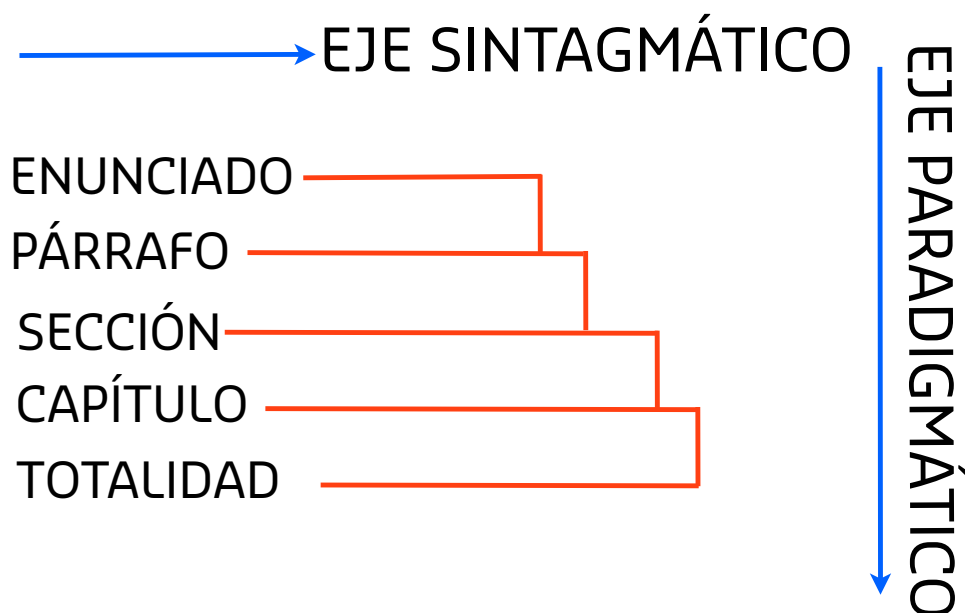 EJE SINTAGMÁTICO
EJE PARADIGMÁTICO
ENUNCIADO
PÁRRAFO
SECCIÓN
CAPÍTULO
TOTALIDAD